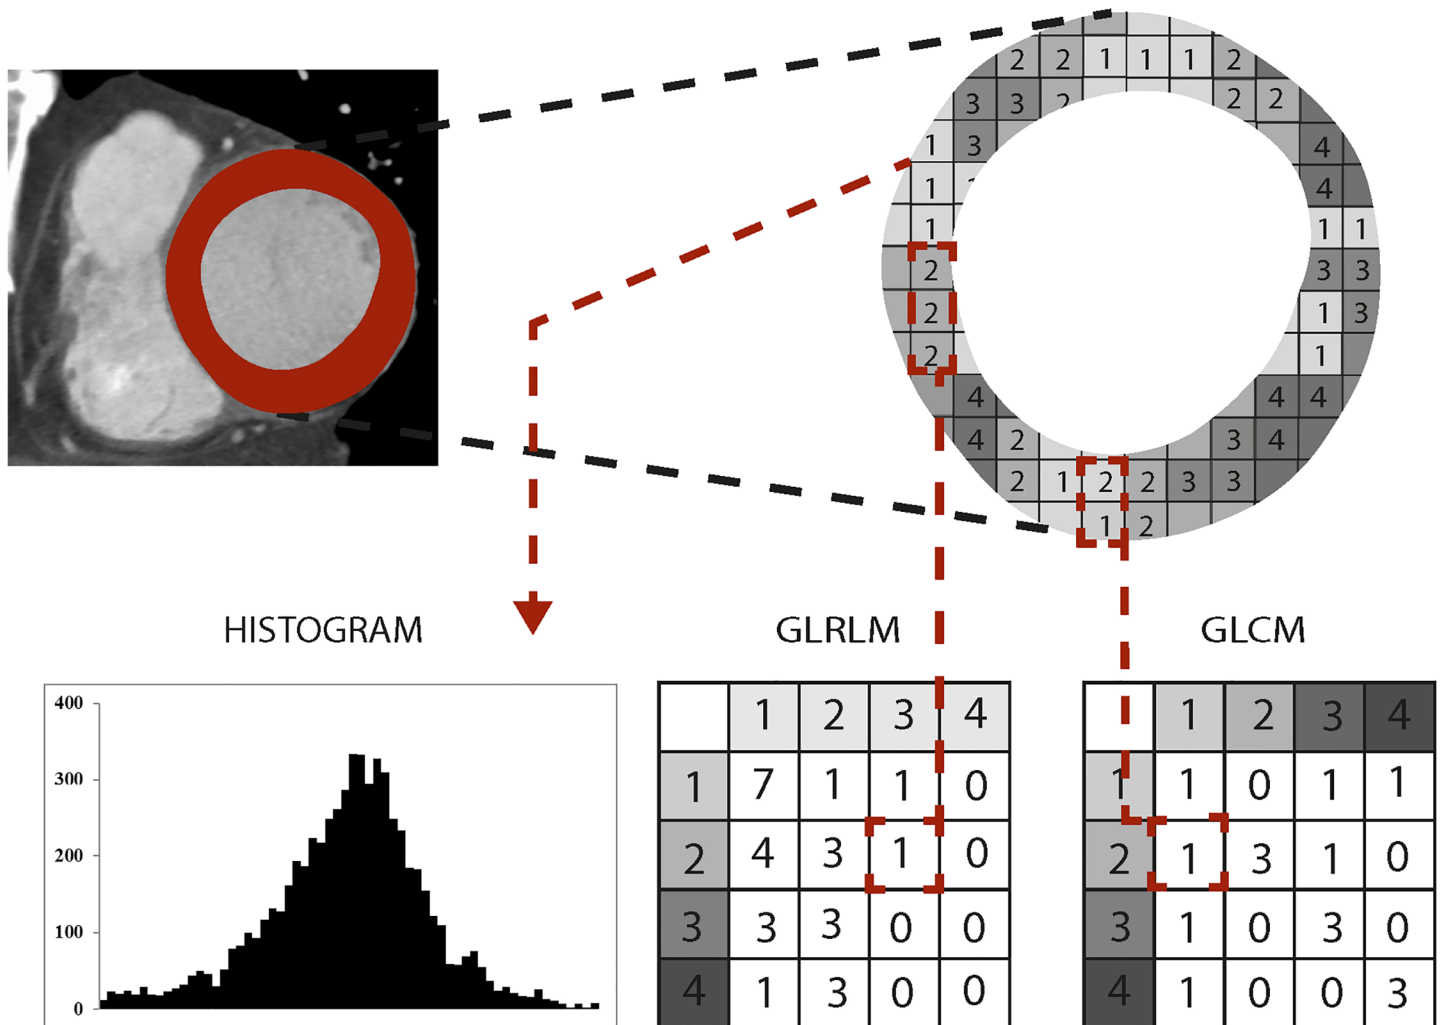 2 2 1 1 1 2
3 3 2 2 2
1 3 4
1 4
1 1 1
2 3 3
2 1 3
2 1
4 4 4
4 2 3 4
2 1 2 2 3 3
1 2
HISTOGRAM
GLRLM
GLCM
400
300
200
100
0
1 2 3 4
1 7 1 1 0
2 4 3 1 0
3 3 3 0 0
4 1 3 0 0
1 2 3 4
1 1 0 1 1
2 1 3 1 0
3 1 0 3 0
4 1 0 0 3